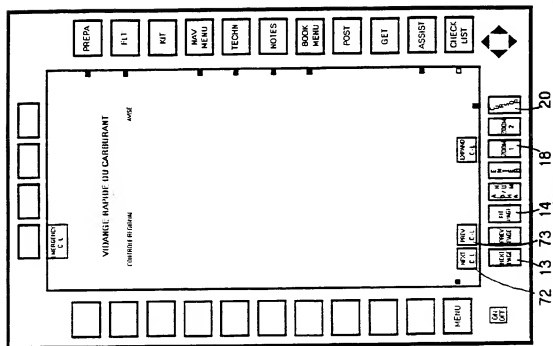 ON
OFF
MENU
72
13
NEXT
PAGE
NEXT
C-L
EMERGENCY
C-L
73
PREV
PAGE
PREV
C-L
14
PAGE
VIDANGE RAPIDE DU CARBURANT
CONTROLE REGIONAL
AVISE
18
ZOOM
1
EXPAND
C-L
ZOOM
2
20
CHECK
LIST
ASSIST
GET
POST
BOOK
MENU
NOTES
TECHN
NAV
MENU
KIT
FLT
PREPA